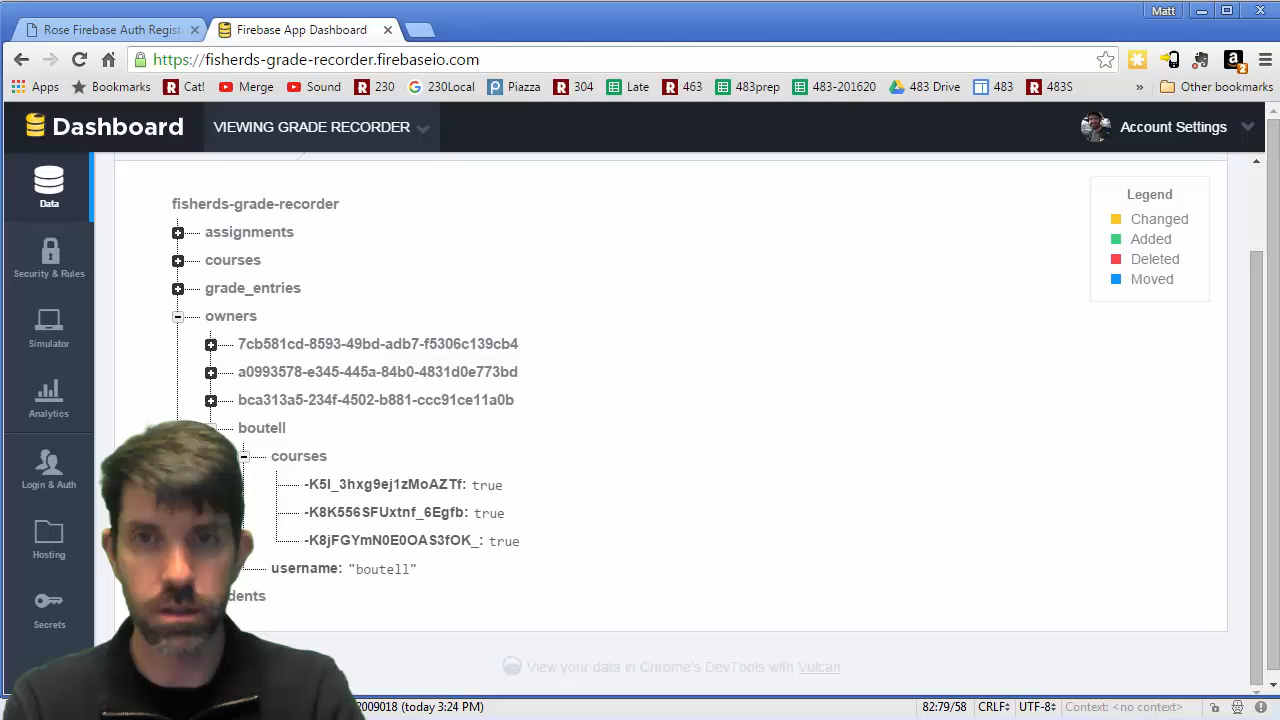 Matt
Rose Firebase Auth Regist
Firebase App Dashboard
https://fisherds-grade-recorder.firebaseio.com
Apps Bookmarks Cat! Merge Sound 230 230Local Piazza 304 Late 463 483prep 483-201620 483 Drive 483 483S » Other bookmarks
Dashboard
VIEWING GRADE RECORDER
Account Settings
Data
Security & Rules
Simulator
Analytics
Login & Auth
Hosting
Secrets
fisherds-grade-recorder
assignments
courses
grade_entries
owners
7cb581cd-8593-49bd-adb7-f5306c139cb4
a0993578-e345-445a-84b0-4831d0e773bd
bca313a5-234f-4502-b881-ccc91ce11a0b
boutell
courses
-K5I_3hxg9ej1zMoAZTf: true
-K8K556SFUxtnf_6Egfb: true
-K8jFGYmN0E0OAS3fOK_: true
username: "boutell"
dents
Legend
Changed
Added
Deleted
Moved
View your data in Chrome's DevTools with Vulcan
2009018 (today 3:24 PM)
82:79/58 CRLF UTF-8 Context: <no context>